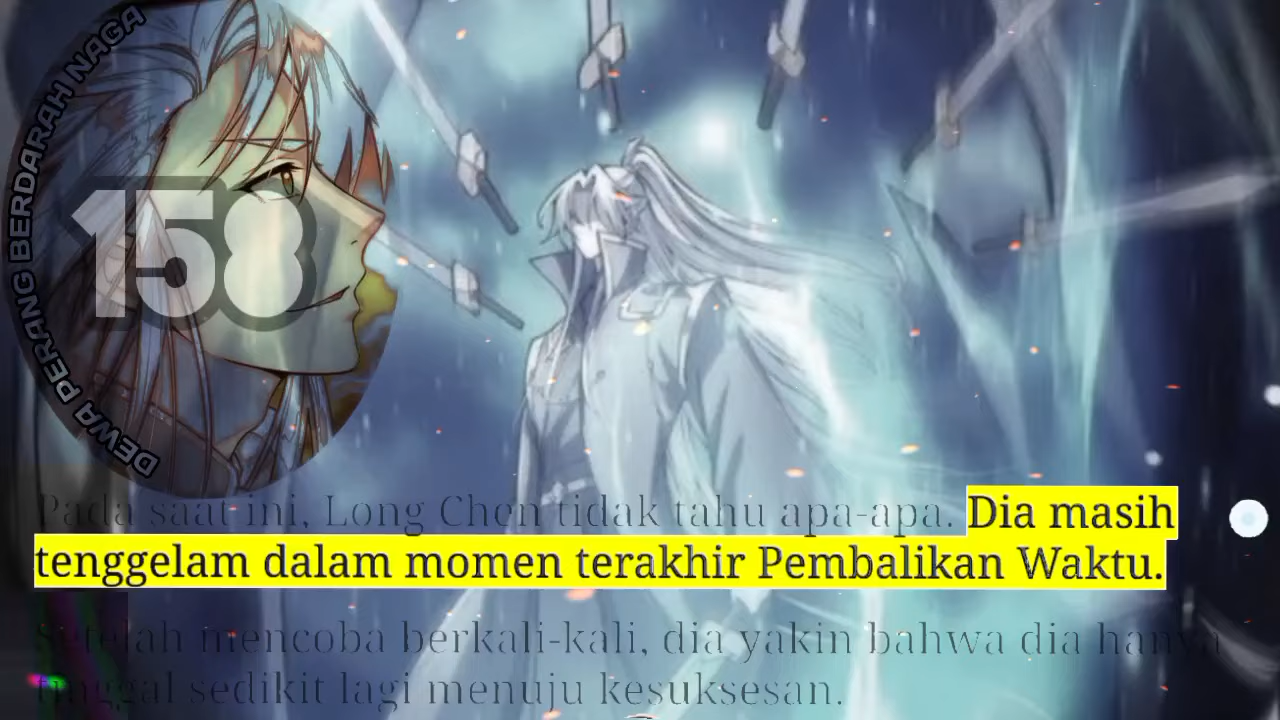 DEWA PERANG BERDARAH NAGA
158
Pada saat ini, Long Chen tidak tahu apa-apa. Dia masih
tenggelam dalam momen terakhir Pembalikan Waktu.
Setelah mencoba berkali-kali, dia yakin bahwa dia hanya
tinggal sedikit lagi menuju kesuksesan.